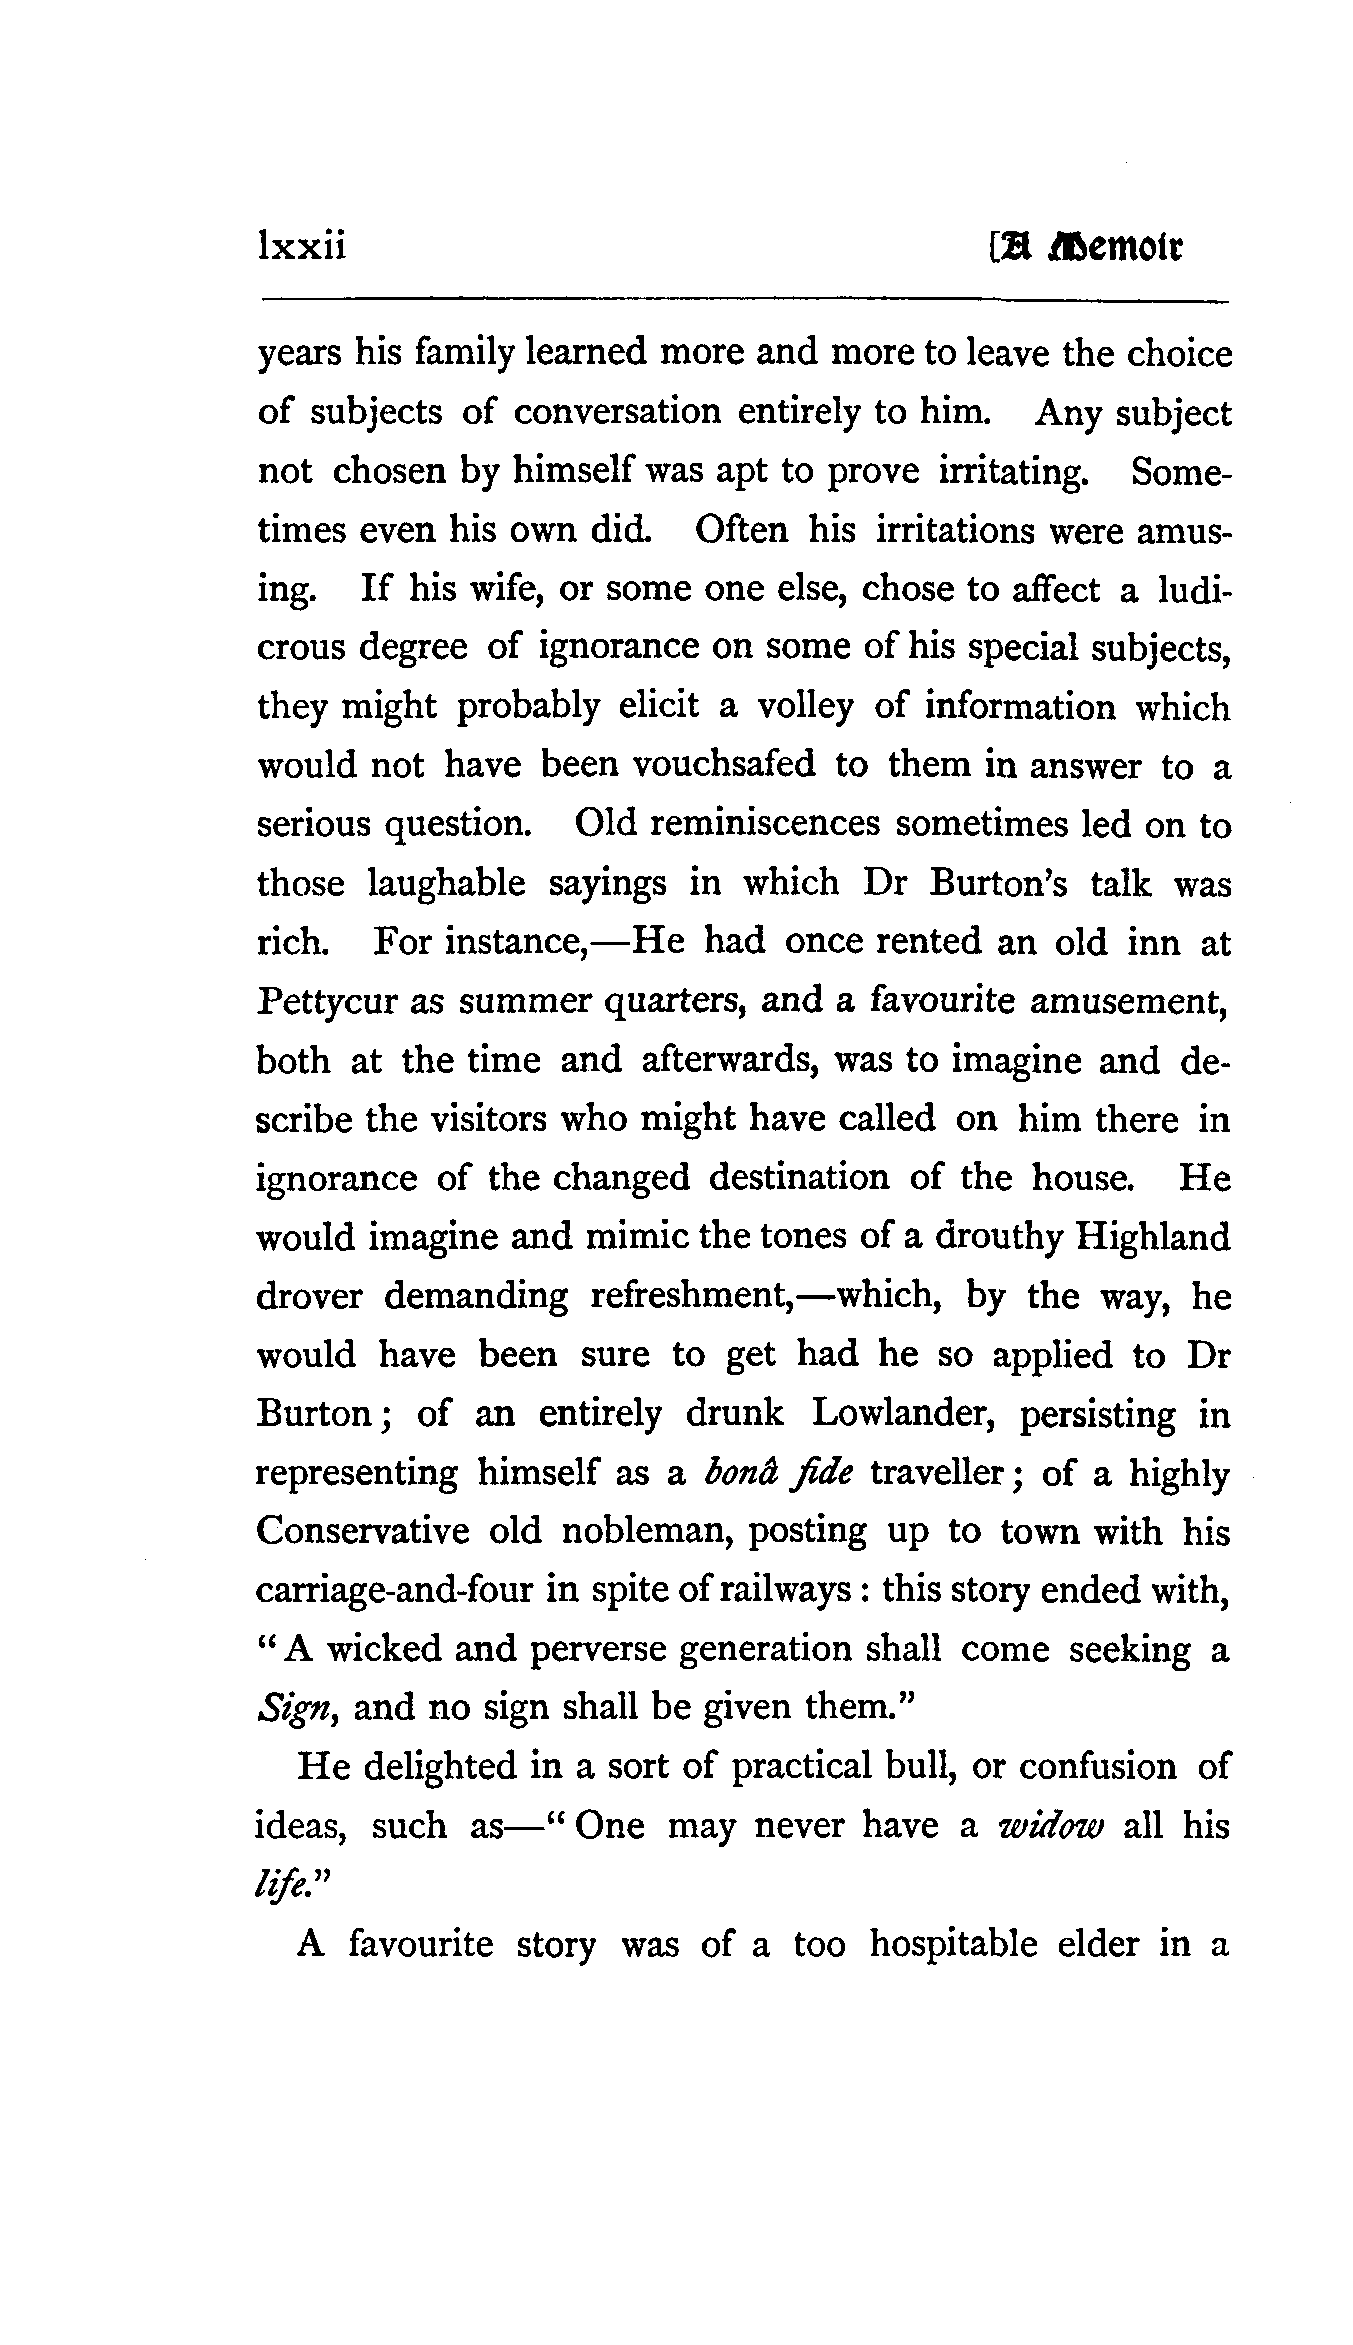 lxxii [A Memoir
years his family learned more and more to leave the choice
of subjects of conversation entirely to him. Any subject
not chosen by himself was apt to prove irritating. Some-
times even his own did. Often his irritations were amus-
ing. If his wife, or some one else, chose to affect a ludi-
crous degree of ignorance on some of his special subjects,
they might probably elicit a volley of information which
would not have been vouchsafed to them in answer to a
serious question. Old reminiscences sometimes led on to
those laughable sayings in which Dr Burton's talk was
rich. For instance,—He had once rented an old inn at
Pettycur as summer quarters, and a favourite amusement,
both at the time and afterwards, was to imagine and de-
scribe the visitors who might have called on him there in
ignorance of the changed destination of the house. He
would imagine and mimic the tones of a drouthy Highland
drover demanding refreshment,—which, by the way, he
would have been sure to get had he so applied to Dr
Burton; of an entirely drunk Lowlander, persisting in
representing himself as a bonâ fide traveller; of a highly
Conservative old nobleman, posting up to town with his
carriage-and-four in spite of railways: this story ended with,
"A wicked and perverse generation shall come seeking a
Sign, and no sign shall be given them."
He delighted in a sort of practical bull, or confusion of
ideas, such as—"One may never have a widow all his
life."
A favourite story was of a too hospitable elder in a